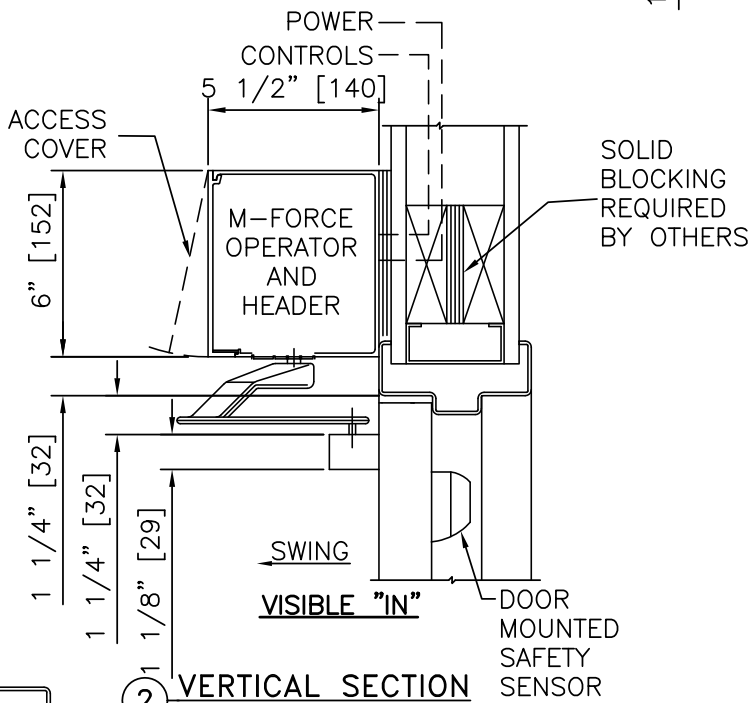 POWER
CONTROLS
5 1/2" [140]
ACCESS
COVER
6" [152]
M-FORCE
OPERATOR
AND
HEADER
SOLID
BLOCKING
REQUIRED
BY OTHERS
1 1/4" [32]
1 1/4" [32]
1 1/8" [29]
SWING
VISIBLE "IN"
DOOR
MOUNTED
SAFETY
SENSOR
2
VERTICAL SECTION